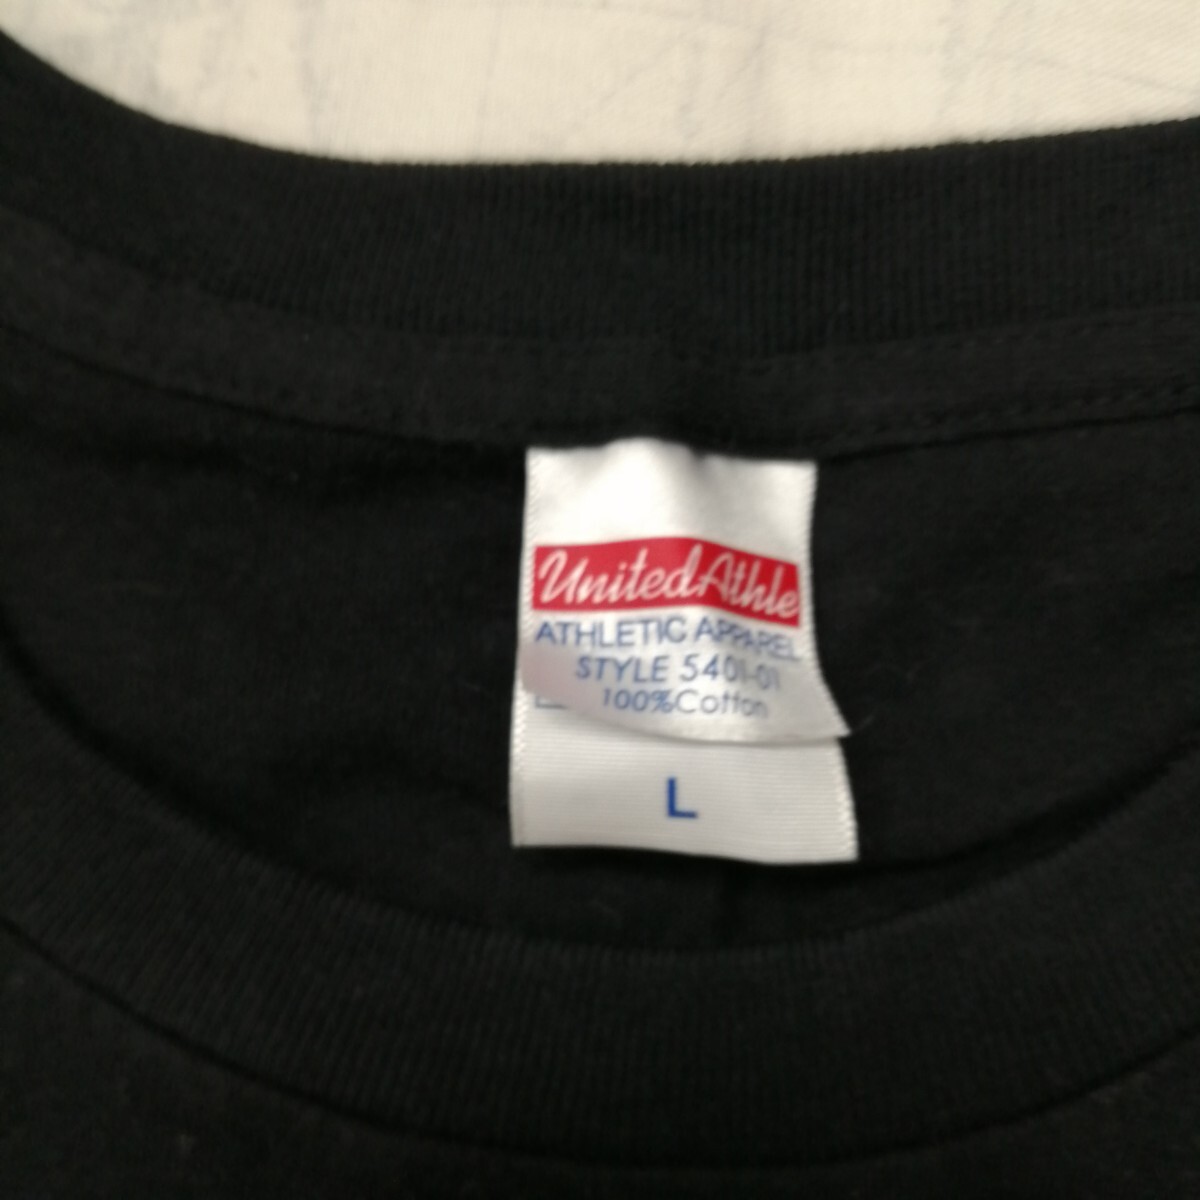 United Athle
ATHLETIC APPAREL
STYLE 5401-01
100%Cotton
L